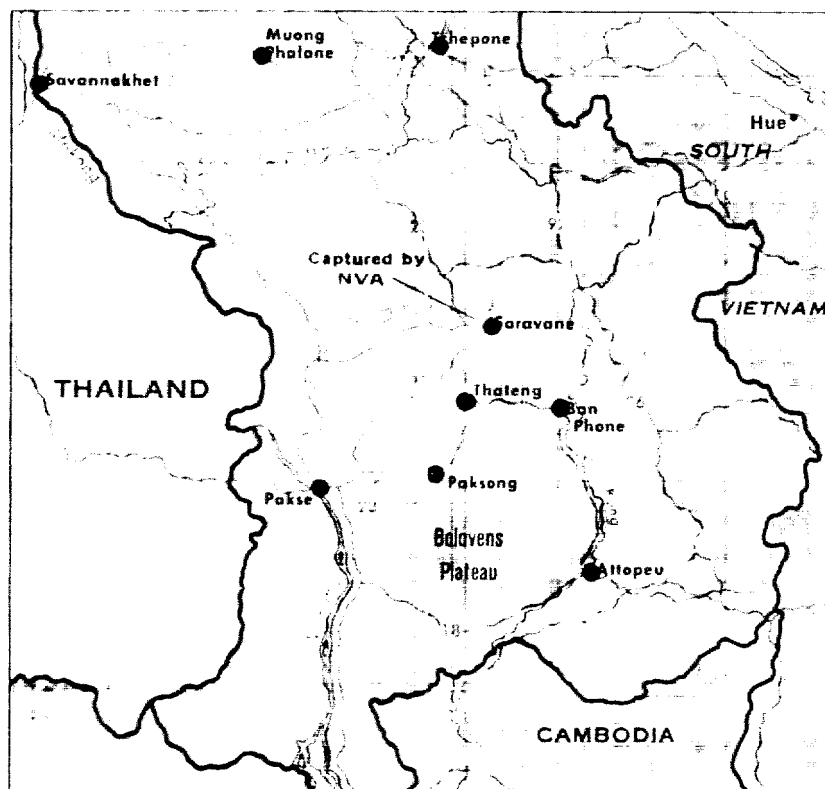 Muong
Phalane
Tchepone
Savannakhet
Hue
SOUTH
Captured by
NVA
Saravane
VIETNAM
THAILAND
Thateng
Ban
Phone
Pakse
Paksong
Bolovens
Plateau
Attopeu
CAMBODIA